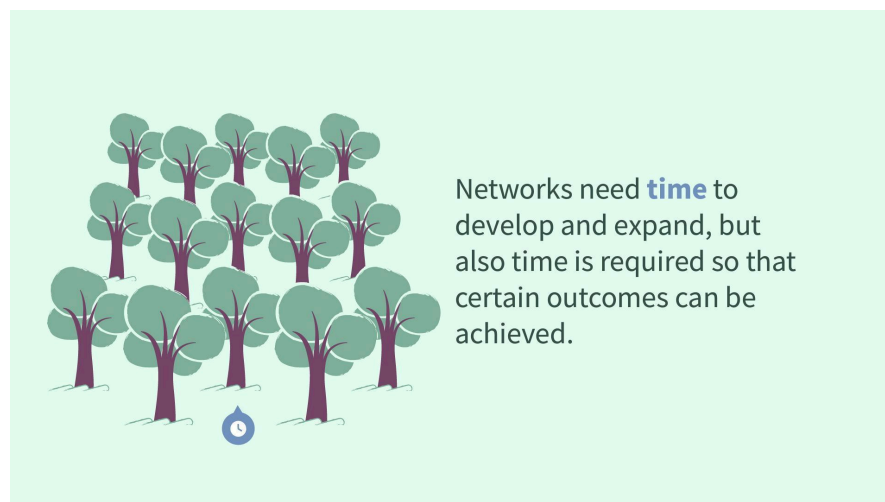 Networks need time to
develop and expand, but
also time is required so that
certain outcomes can be
achieved.